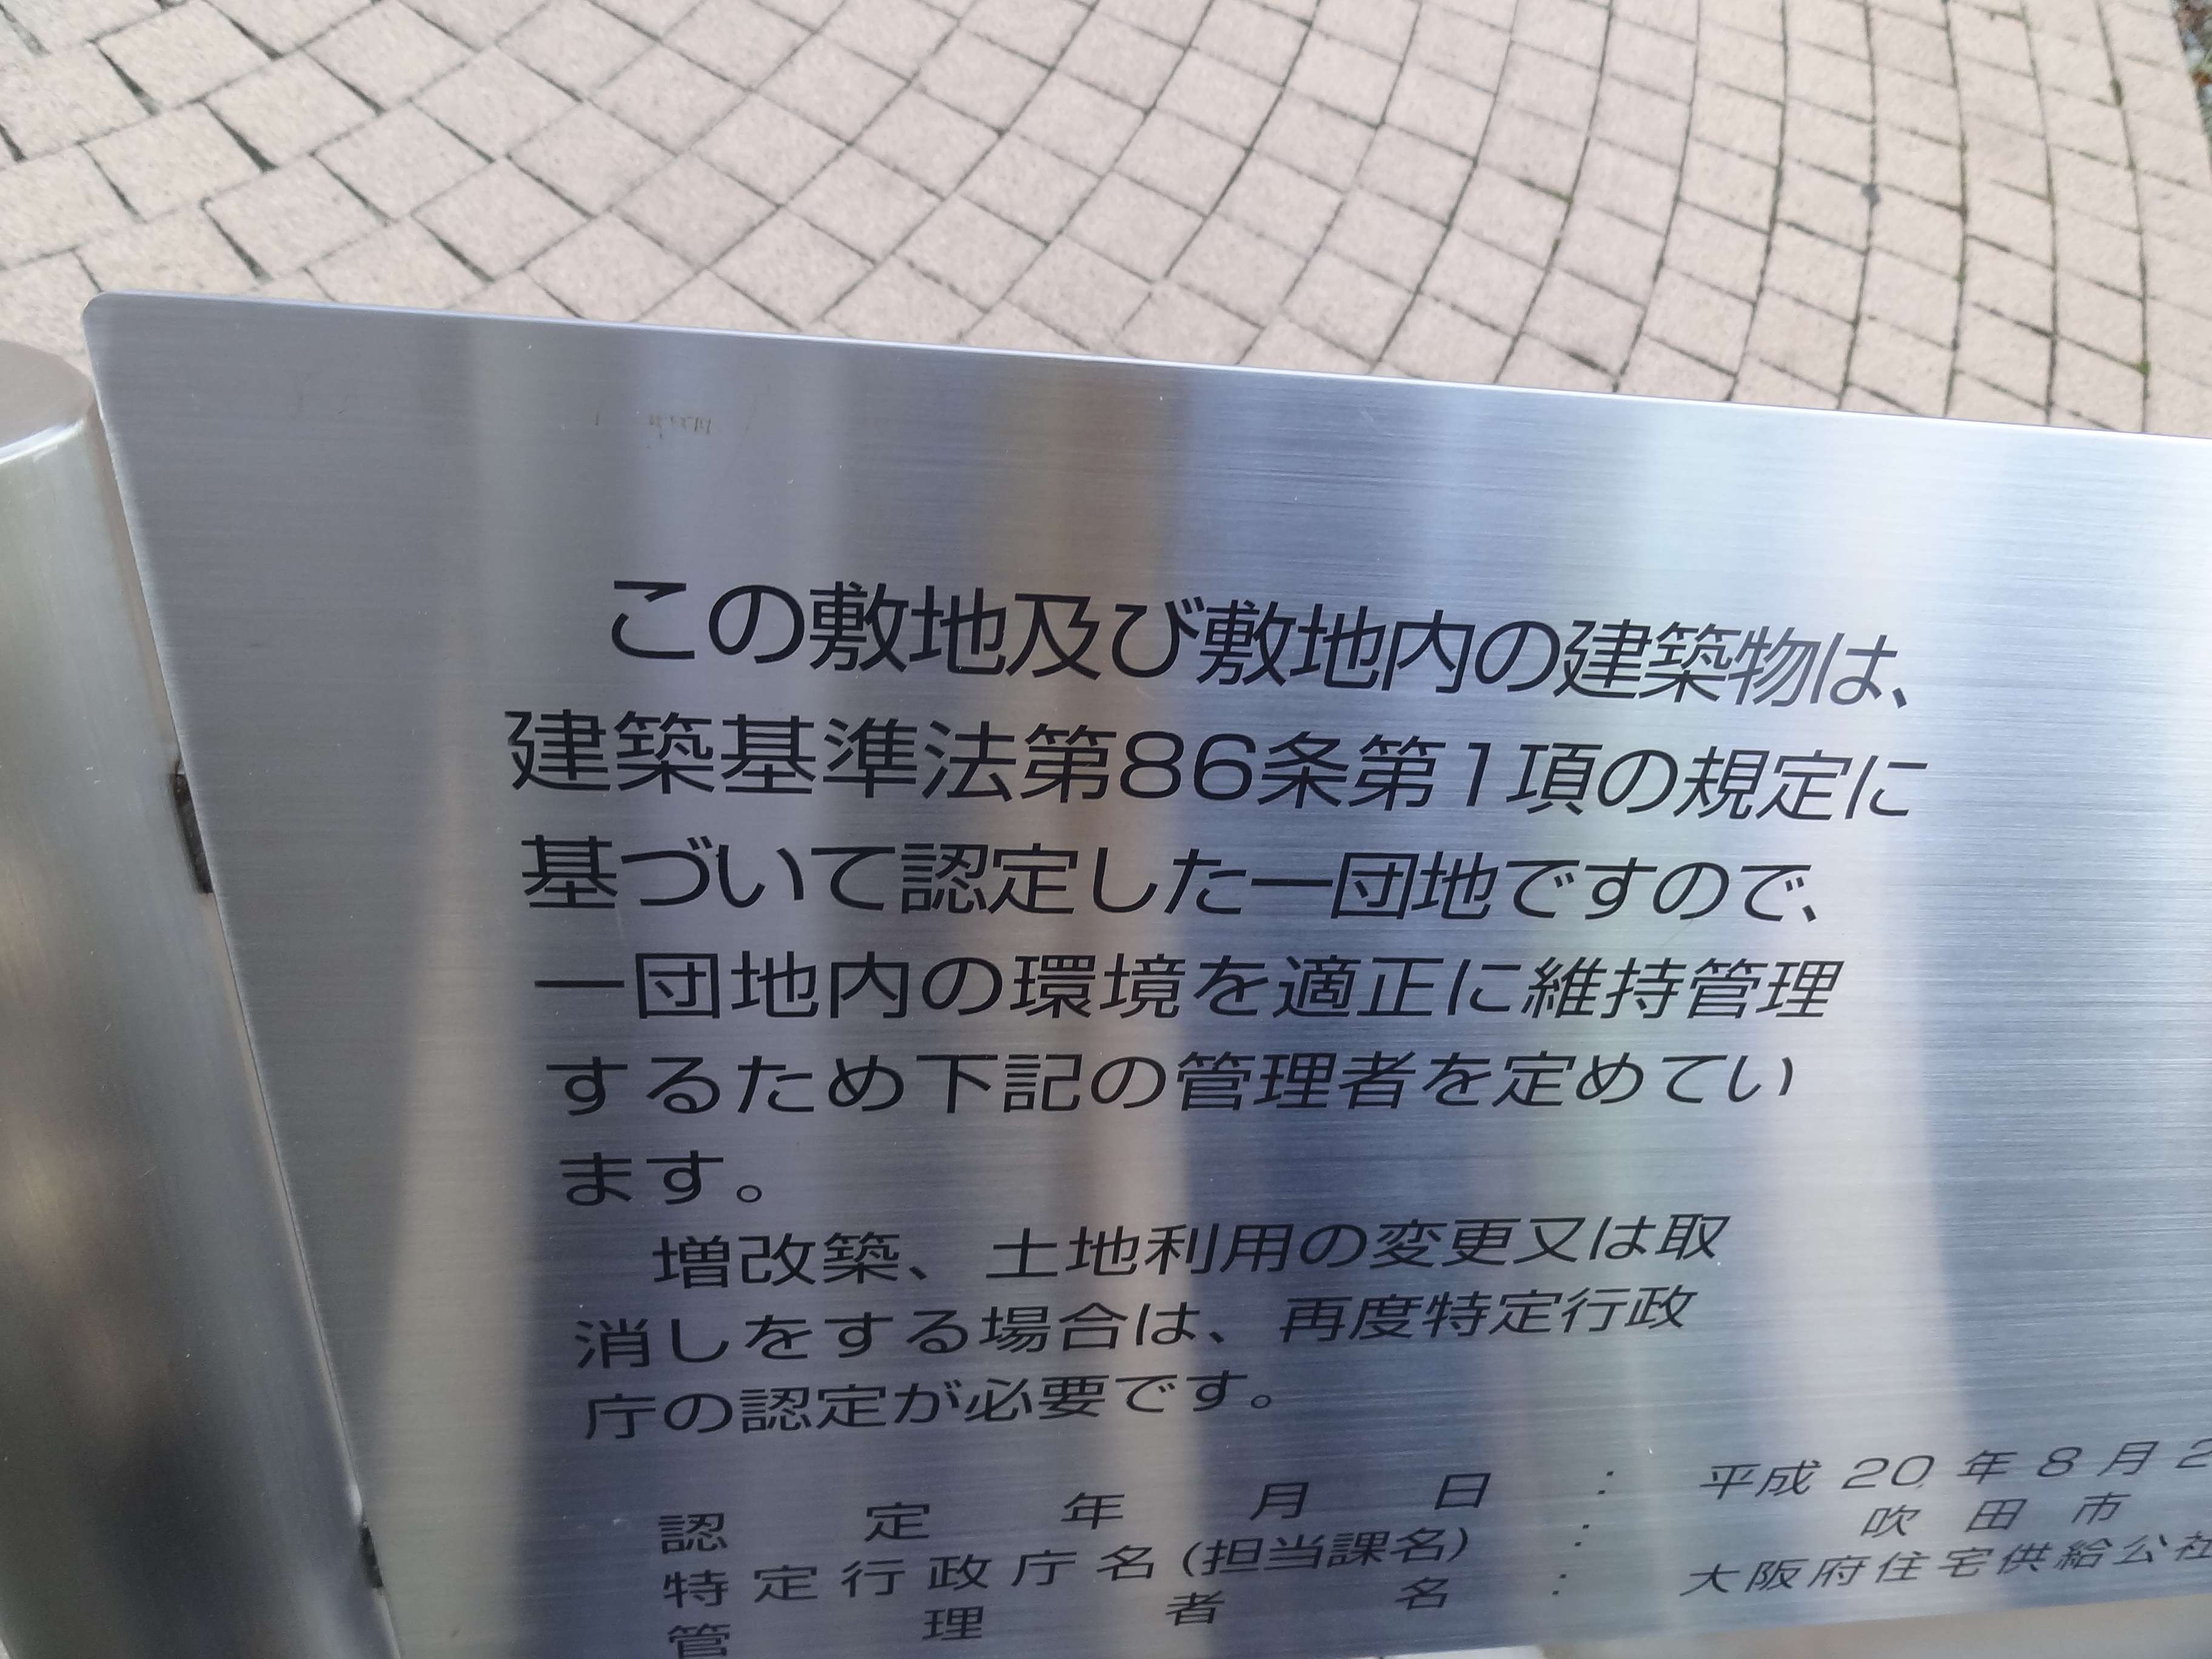 この敷地及び敷地内の建築物は、
建築基準法第86条第1項の規定に
基づいて認定した一団地ですので、
一団地内の環境を適正に維持管理
するため下記の管理者を定めてい
ます。
増改築、土地利用の変更又は取
消しをする場合は、再度特定行政
庁の認定が必要です。
認定年月日 : 平成 20 年 8 月 2
特定行政庁名(担当課名) : 吹田市
管理者名 : 大阪府住宅供給公社